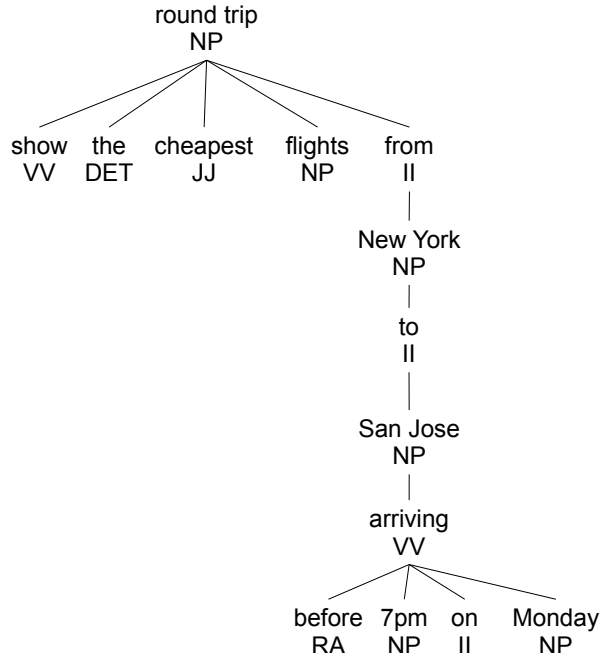 round trip
NP
show the cheapest flights from
VV DET JJ NP II
New York
NP
to
II
San Jose
NP
arriving
VV
before 7pm on Monday
RA NP II NP